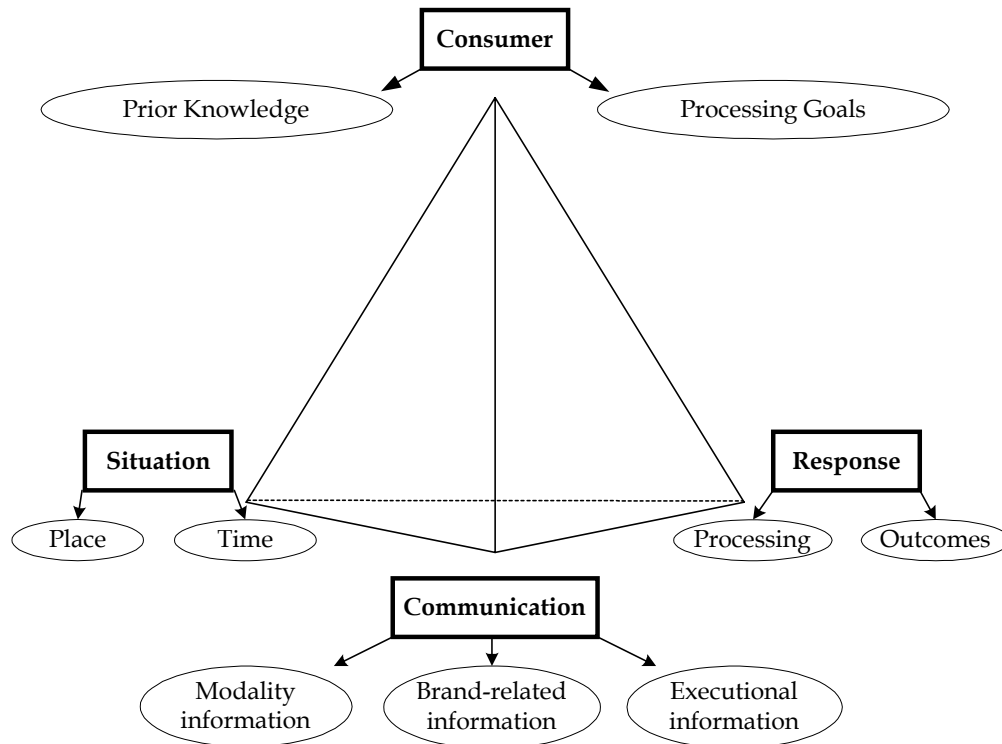 Consumer
Prior Knowledge
Processing Goals
Situation
Response
Place
Time
Processing
Outcomes
Communication
Modality
information
Brand-related
information
Executional
information